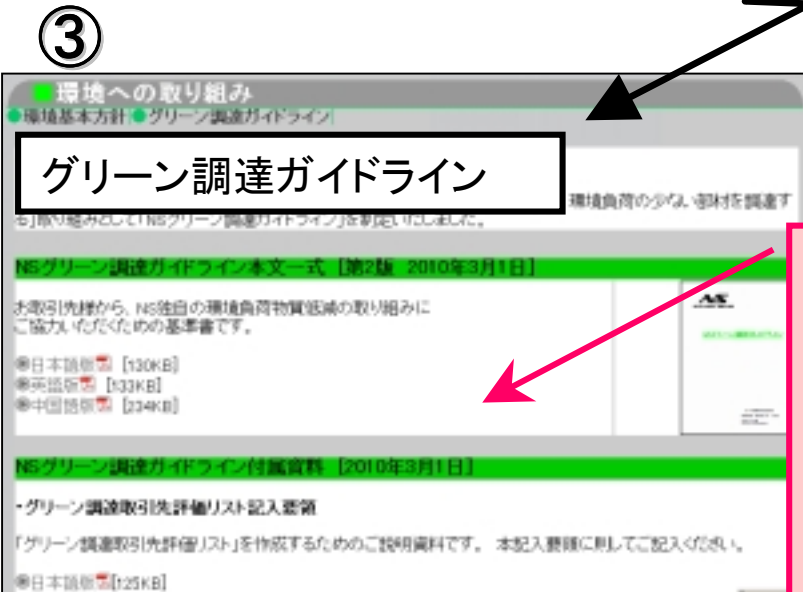 ③
環境への取り組み
●環境基本方針●グリーン調達ガイドライン
グリーン調達ガイドライン
環境負荷の少ない部材を調達す
る」取り組みとして「NSグリーン調達ガイドライン」を制定いたしました。
NSグリーン調達ガイドライン本文一式 [第2版 2010年3月1日]
お取引先様から、NS独自の環境負荷物質低減の取り組みに
ご協力いただくための基準書です。
NS
◉日本語版 [130KB]
◉英語版 [133KB]
◉中国語版 [234KB]
NSグリーン調達ガイドライン付属資料 [2010年3月1日]
・グリーン調達取引先評価リスト記入要領
「グリーン調達取引先評価リスト」を作成するためのご説明資料です。 本記入要領に則してご記入ください。
◉日本語版[125KB]